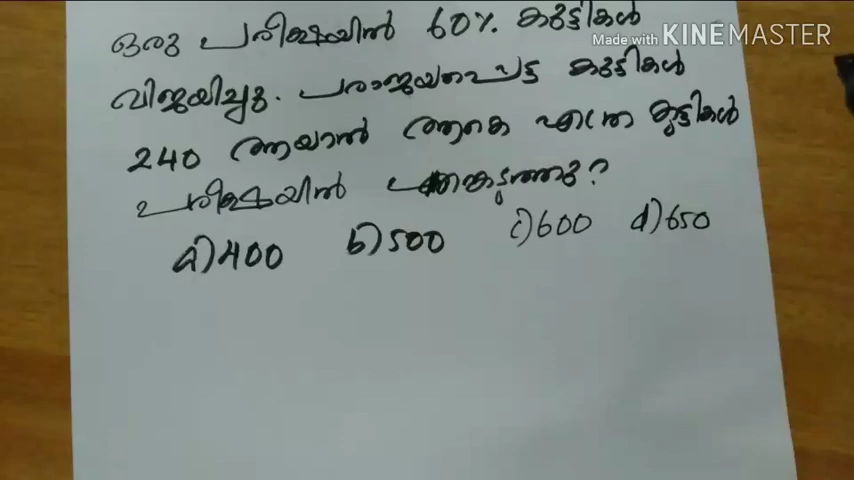 ഒരു പരീക്ഷയിൽ 60% കുട്ടികൾ
Made with KINEMASTER
വിജയിച്ചു. പരാജയപ്പെട്ട കുട്ടികൾ
240 ആയാൽ ആകെ എത്ര കുട്ടികൾ
പരീക്ഷയിൽ പങ്കെടുത്തു?
a) 400 b) 500 c) 600 d) 650